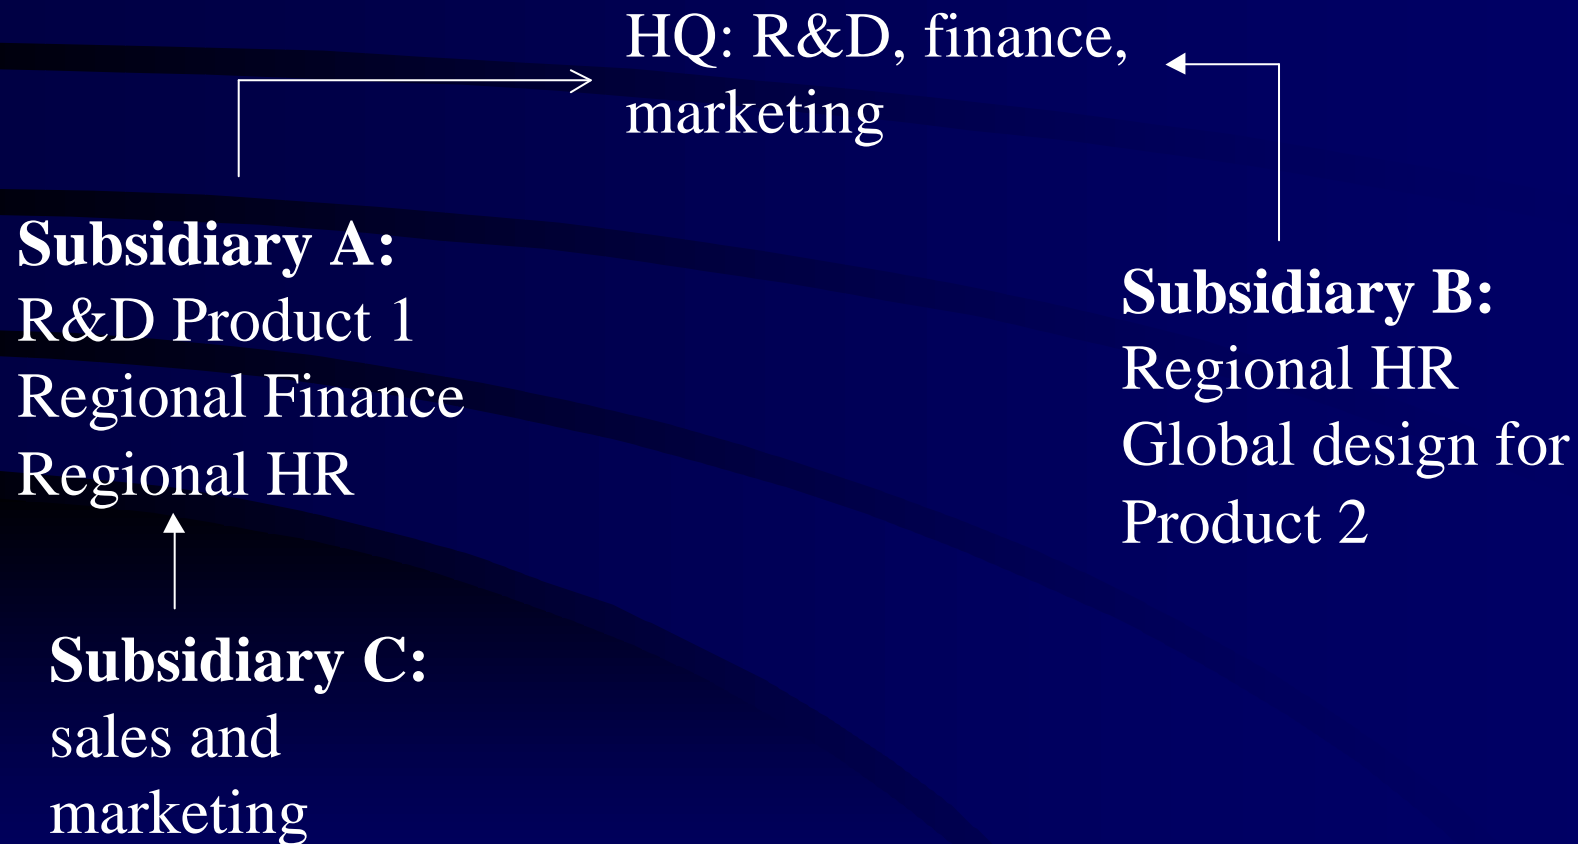 HQ: R&D, finance,
marketing
Subsidiary A:
R&D Product 1
Regional Finance
Regional HR
Subsidiary B:
Regional HR
Global design for
Product 2
Subsidiary C:
sales and
marketing